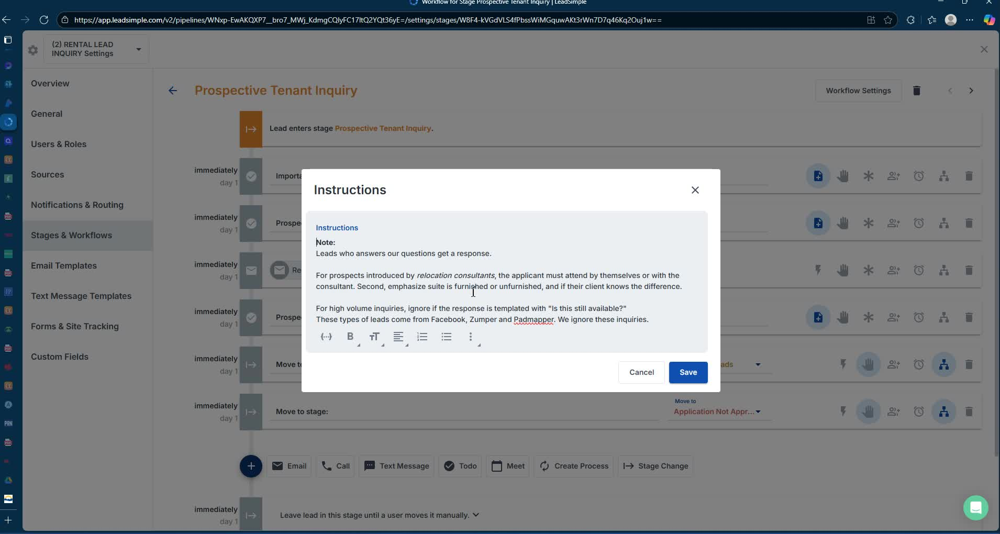 Workflow for Stage Prospective Tenant Inquiry | LeadSimple
https://app.leadsimple.com/v2/pipelines/WNxp-EwAKQXP7__bro7_MWj_KdmgCQlyFC17ltQ2YQt36yE=/settings/stages/W8F4-kVGdVLS4fPbssWiMGquwAKt3rWn7D7q46Kq2Ouj1w==
(2) RENTAL LEAD
INQUIRY Settings
Overview
General
Users & Roles
Sources
Notifications & Routing
Stages & Workflows
Email Templates
Text Message Templates
Forms & Site Tracking
Custom Fields
Prospective Tenant Inquiry
Workflow Settings
Lead enters stage Prospective Tenant Inquiry.
immediately
day 1
Importa
immediately
day 1
Prospe
immediately
day 1
Re
immediately
day 1
Prospe
immediately
day 1
Move to
ads
immediately
day 1
Move to stage:
Move to
Application Not Appr...
Instructions
Instructions
Note:
Leads who answers our questions get a response.
For prospects introduced by relocation consultants, the applicant must attend by themselves or with the
consultant. Second, emphasize suite is furnished or unfurnished, and if their client knows the difference.
For high volume inquiries, ignore if the response is templated with "Is this still available?"
These types of leads come from Facebook, Zumper and Padmapper. We ignore these inquiries.
Cancel
Save
Email
Call
Text Message
Todo
Meet
Create Process
Stage Change
immediately
day 1
Leave lead in this stage until a user moves it manually.
PDF
PDF
PDF
PRN
PDF